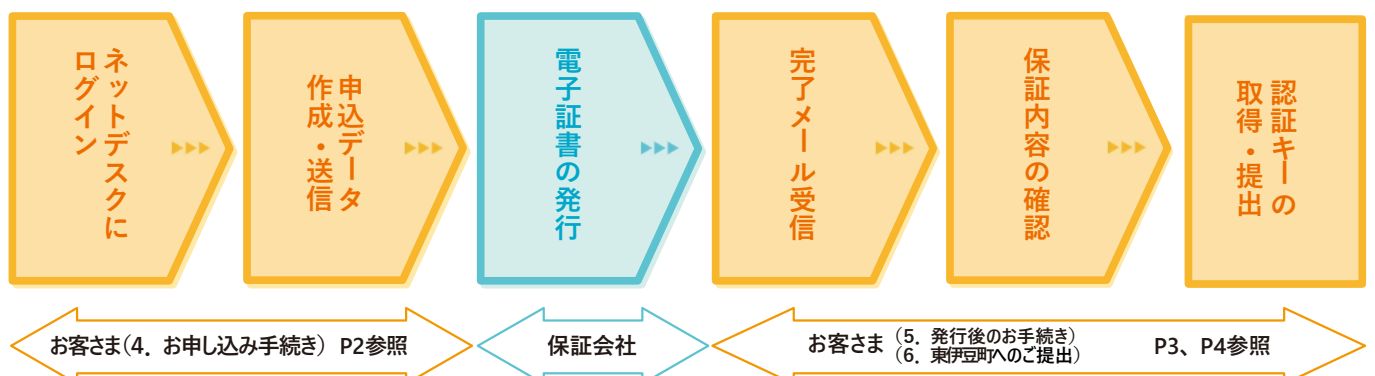 ネットデスクに
ログイン
申込データ
作成・送信
電子証書の発行
完了メール受信
保証内容の確認
認証キーの
取得・提出
お客さま（4．お申し込み手続き） P2参照
保証会社
お客さま（5．発行後のお手続き）
（6．東伊豆町へのご提出）
P3、P4参照